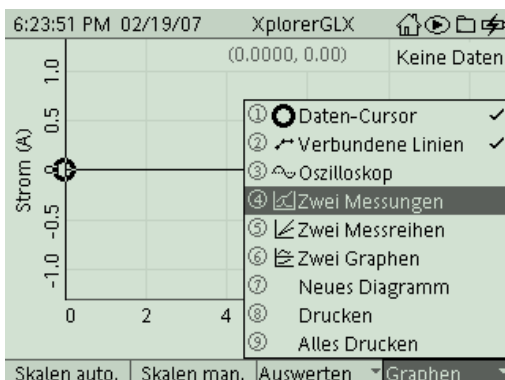 6:23:51 PM 02/19/07 XplorerGLX
(0.0000, 0.00) Keine Daten
Strom (A)
1.0
0.5
0
-0.5
-1.0
0 2 4
① Daten-Cursor ✓
② Verbundene Linien ✓
③ Oszilloskop
④ Zwei Messungen
⑤ Zwei Messreihen
⑥ Zwei Graphen
⑦ Neues Diagramm
⑧ Drucken
⑨ Alles Drucken
Skalen auto. Skalen man. Auswerten Graphen